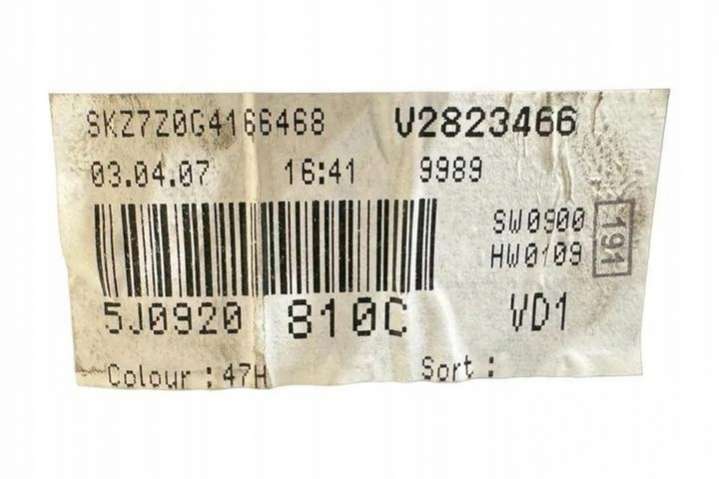 SKZ7Z0G4166468 V2823466
03.04.07 16:41 9989
SW0900
HW0109
191
5J0920 810C VD1
Colour : 47H Sort :